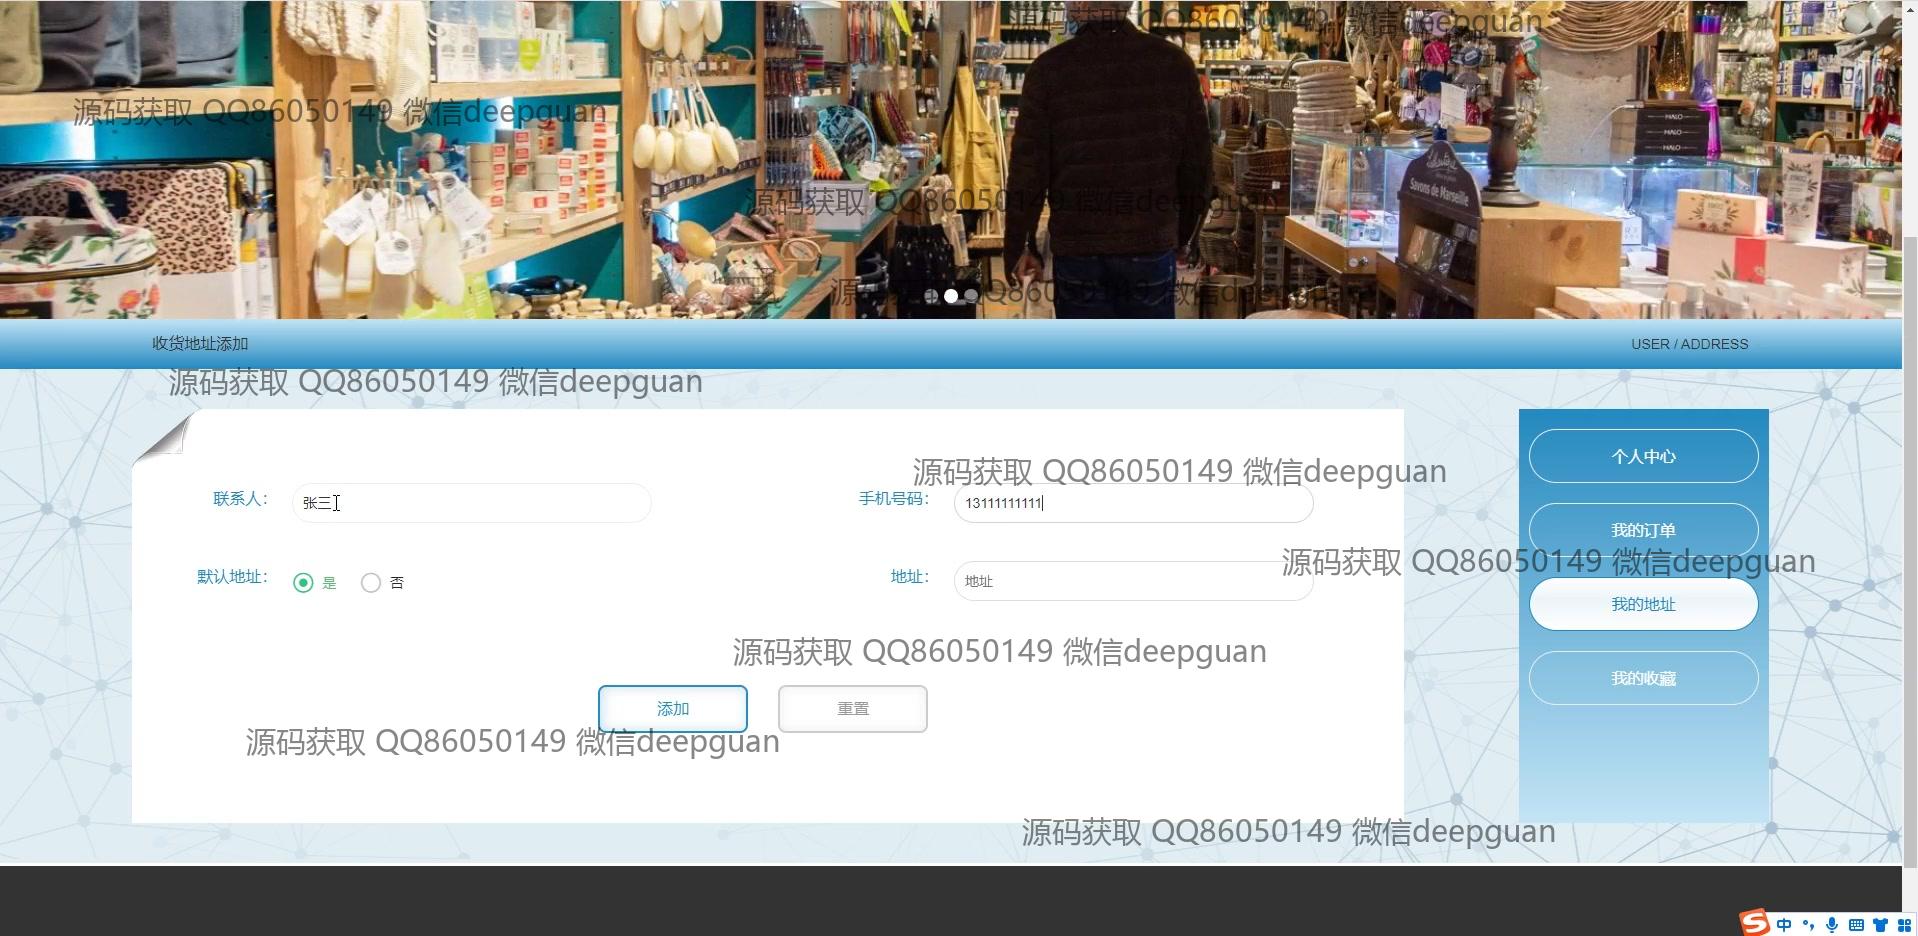 源码获取 QQ86050149 微信deepguan
源码获取 QQ86050149 微信deepguan
HALO
HALO
HALO
Savons de Marseille
源码获取 QQ86050149 微信deepguan
源码获取 QQ86050149 微信deepguan
收货地址添加
USER / ADDRESS
源码获取 QQ86050149 微信deepguan
个人中心
源码获取 QQ86050149 微信deepguan
联系人：
张三
手机号码：
13111111111
我的订单
源码获取 QQ86050149 微信deepguan
默认地址：
是
否
地址：
地址
我的地址
源码获取 QQ86050149 微信deepguan
我的收藏
添加
重置
源码获取 QQ86050149 微信deepguan
源码获取 QQ86050149 微信deepguan
S
中